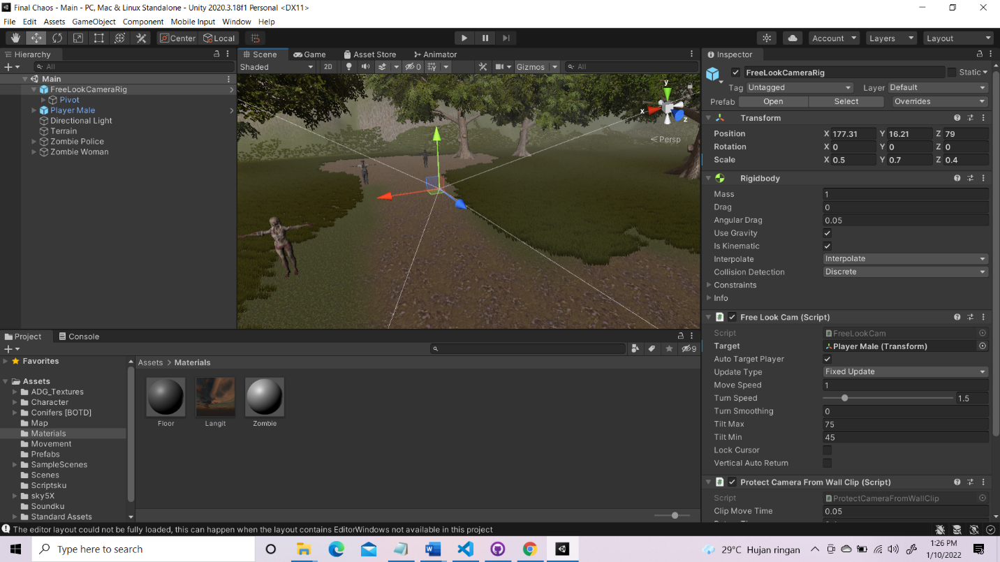 Final Chaos - Main - PC, Mac & Linux Standalone - Unity 2020.3.18f1 Personal <DX11>
File Edit Assets GameObject Component Mobile Input Window Help
Center Local Account Layers Layout
Hierarchy
All
Main
FreeLookCameraRig
Pivot
Player Male
Directional Light
Terrain
Zombie Police
Zombie Woman
Scene Game Asset Store Animator
Shaded 2D 0 Gizmos All
y
x
z
Persp
Inspector
FreeLookCameraRig Static
Tag Untagged Layer Default
Prefab Open Select Overrides
Transform
Position X 177.31 Y 16.21 Z 79
Rotation X 0 Y 0 Z 0
Scale X 0.5 Y 0.7 Z 0.4
Rigidbody
Mass 1
Drag 0
Angular Drag 0.05
Use Gravity
Is Kinematic
Interpolate Interpolate
Collision Detection Discrete
Constraints
Info
Free Look Cam (Script)
Script FreeLookCam
Target Player Male (Transform)
Auto Target Player
Update Type Fixed Update
Move Speed 1
Turn Speed 1.5
Turn Smoothing 0
Tilt Max 75
Tilt Min 45
Lock Cursor
Vertical Auto Return
Protect Camera From Wall Clip (Script)
Script ProtectCameraFromWallClip
Clip Move Time 0.05
Project Console
9
Favorites
Assets
ADG_Textures
Character
Conifers [BOTD]
Map
Materials
Movement
Prefabs
SampleScenes
Scenes
Scriptsku
sky5X
Soundku
Standard Assets
Assets > Materials
Floor Langit Zombie
The editor layout could not be fully loaded, this can happen when the layout contains EditorWindows not available in this project
Type here to search
29°C Hujan ringan
1:26 PM
1/10/2022